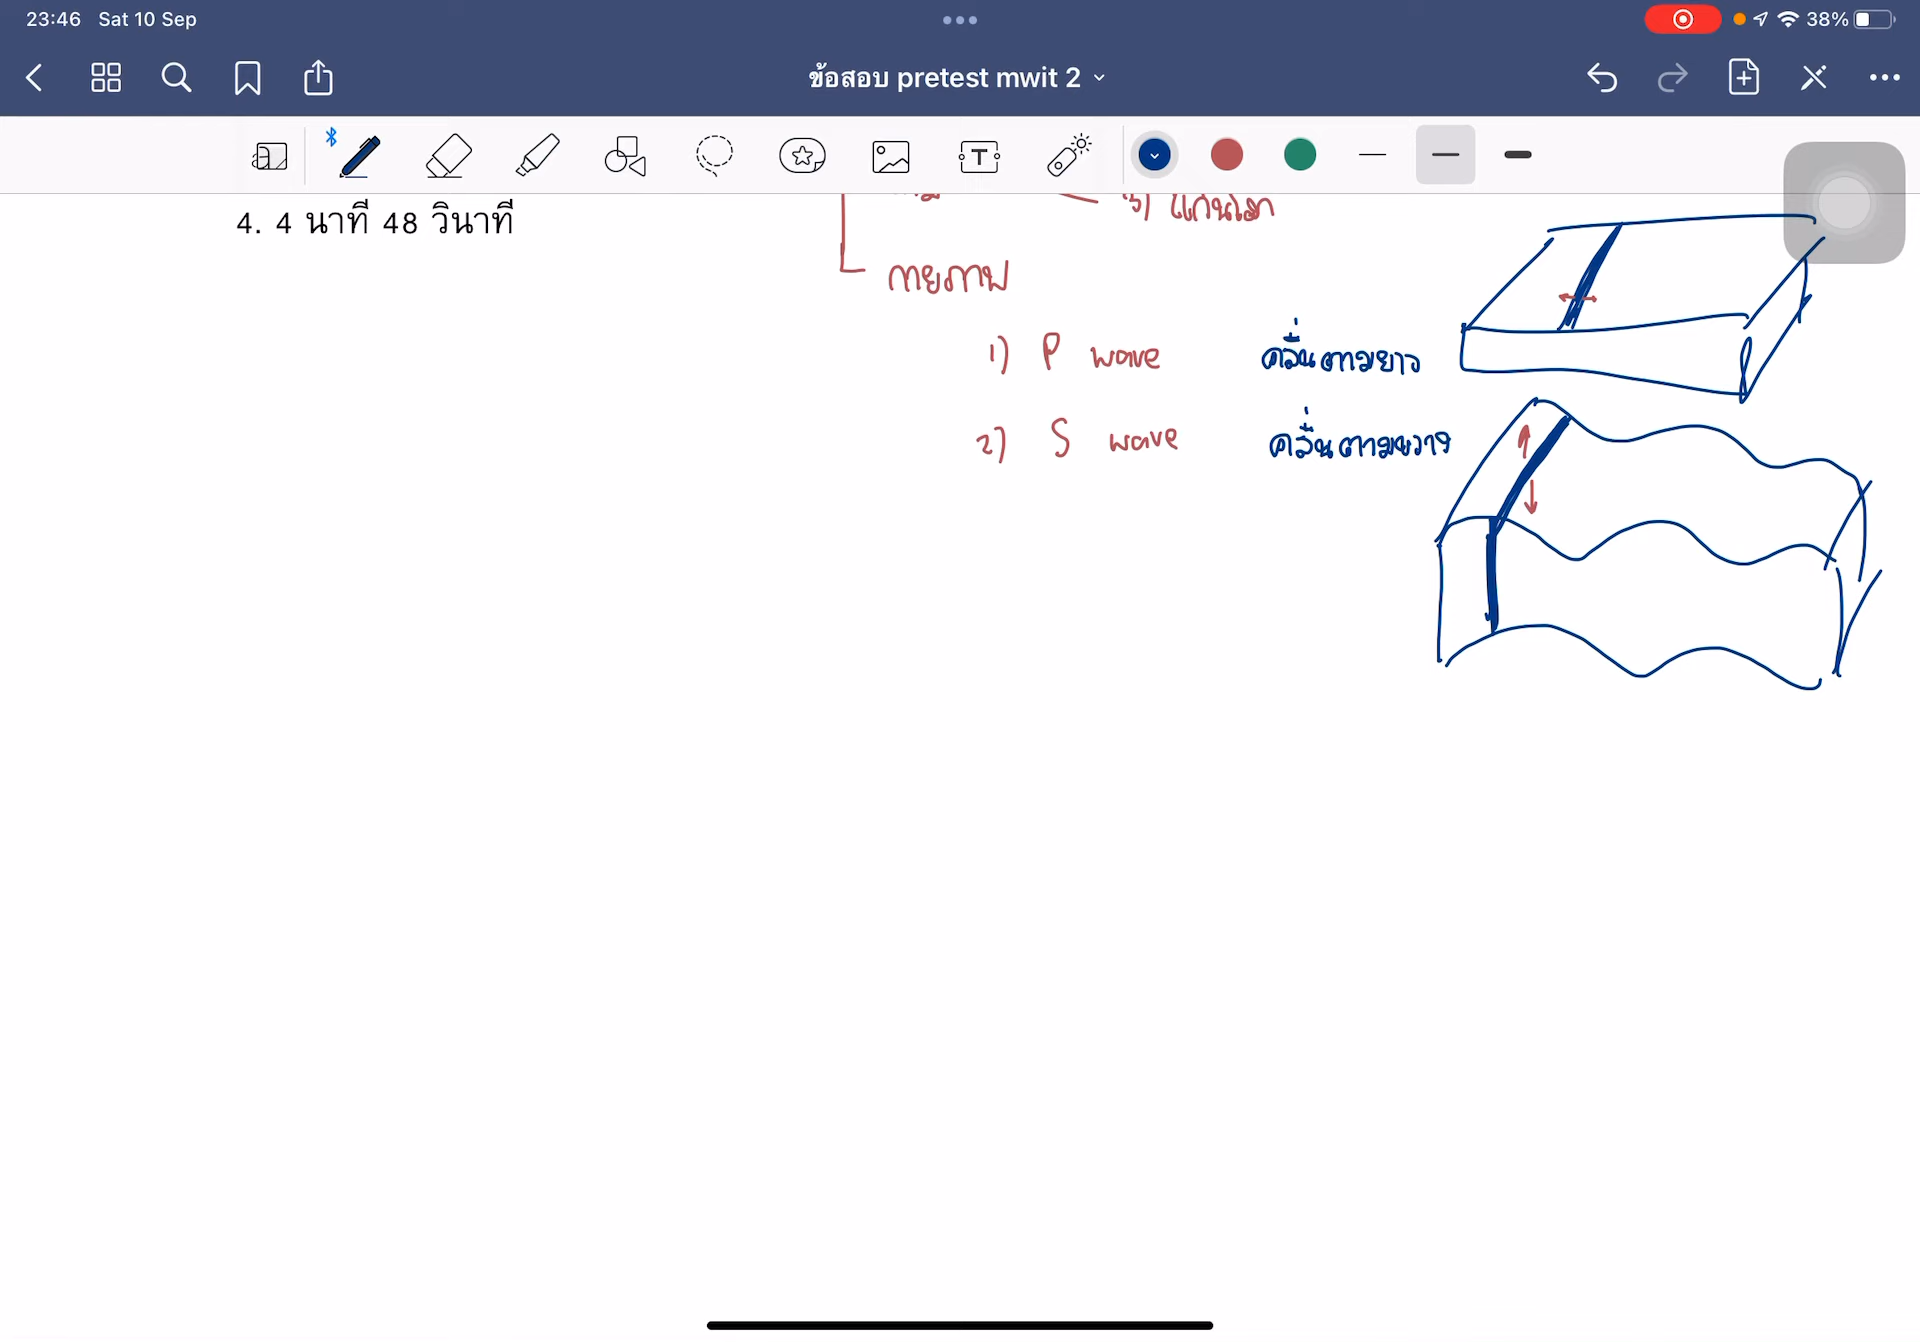 23:46 Sat 10 Sep
38%
ข้อสอบ pretest mwit 2
T
4. 4 นาที 48 วินาที
3) แก่นโลก
กายภาพ
1) P wave คลื่นตามยาว
2) S wave คลื่นตามขวาง